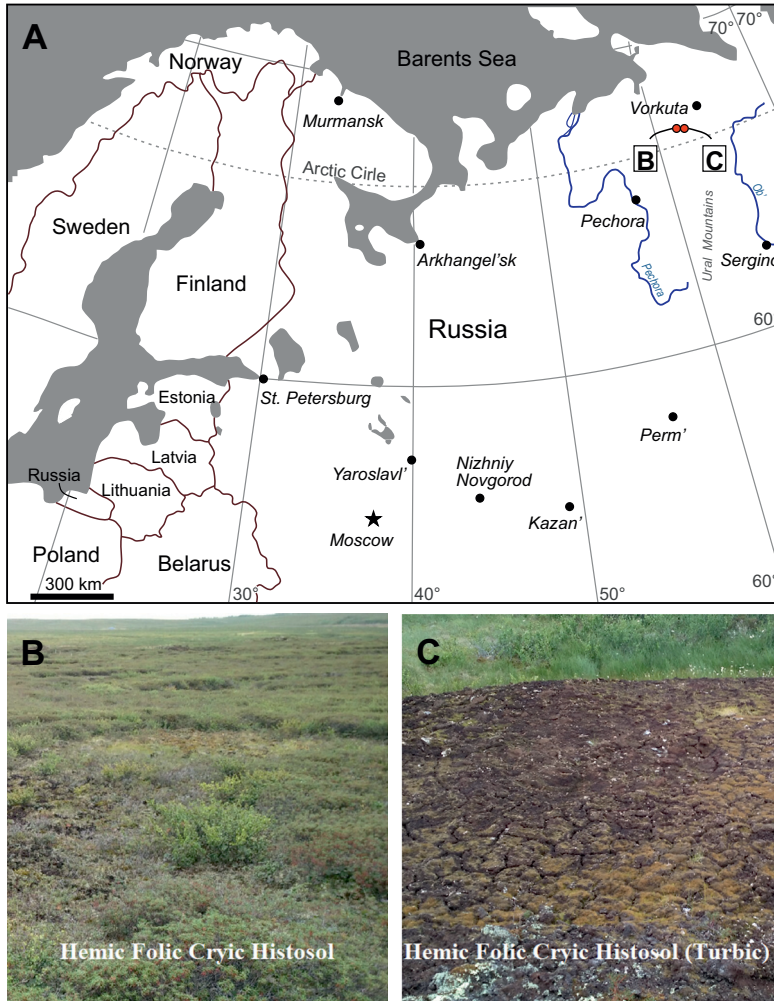 A
Norway
Barents Sea
70°
70°
Murmansk
Vorkuta
Arctic Cirle
B
C
Sweden
Pechora
Ob'
Ural Mountains
Finland
Arkhangel'sk
Sergino
Pechora
Russia
60
Estonia
St. Petersburg
Perm'
Latvia
Yaroslavl'
Nizhniy
Novgorod
Russia
Lithuania
Kazan'
Moscow
Poland
Belarus
300 km
30°
40°
50°
60°
B
Hemic Folic Cryic Histosol
C
Hemic Folic Cryic Histosol (Turbic)